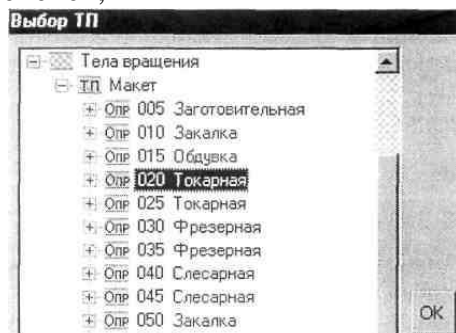 Выбор ТП
Тела вращения
ТП Макет
Опр 005 Заготовительная
Опр 010 Закалка
Опр 015 Обдувка
Опр 020 Токарная
Опр 025 Токарная
Опр 030 Фрезерная
Опр 035 Фрезерная
Опр 040 Слесарная
Опр 045 Слесарная
Опр 050 Закалка
OK